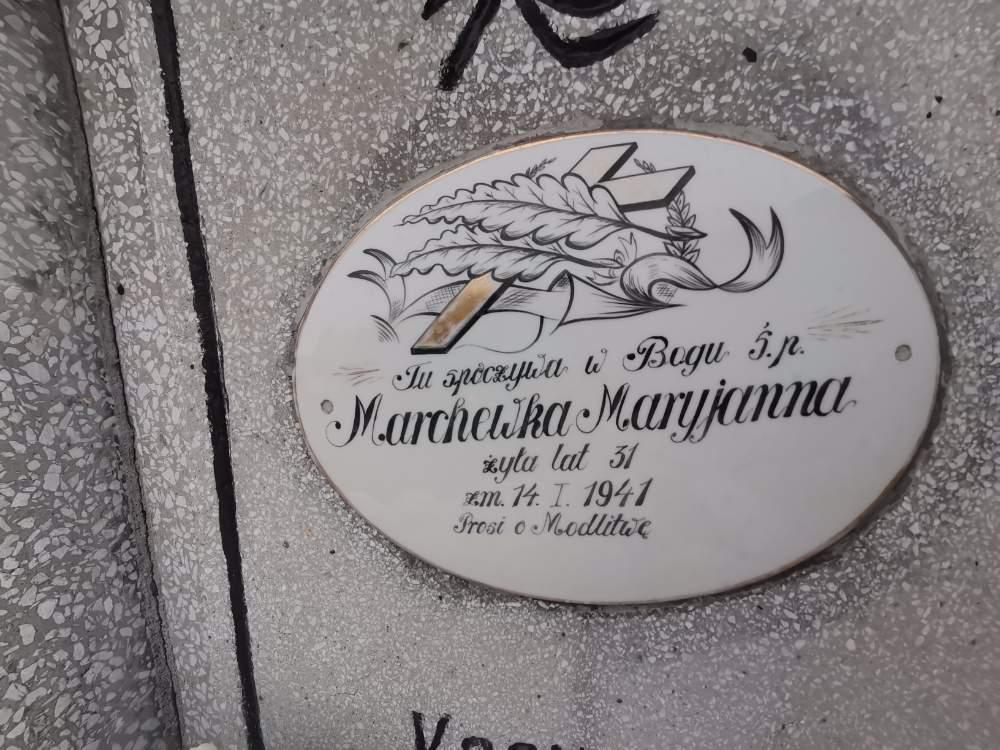 Tu spoczywa w Bogu Ś.p.
Marchewka Maryjanna
żyła lat 31
zm. 14. I. 1941
Prosi o Modlitwę